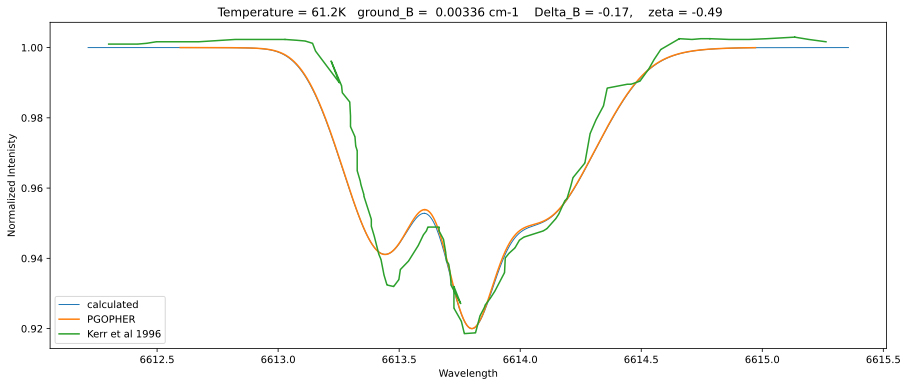 Temperature = 61.2K   ground_B =  0.00336 cm-1    Delta_B = -0.17,    zeta = -0.49
1.00
0.98
0.96
0.94
0.92
Normalized Intenisty
calculated
PGOPHER
Kerr et al 1996
6612.5 6613.0 6613.5 6614.0 6614.5 6615.0 6615.5
Wavelength